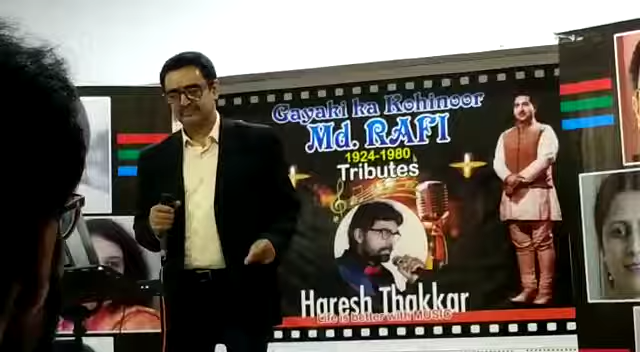 Gayaki ka Kohinoor
Md. RAFI
1924-1980
Tributes
Haresh Thakkar
Life is better with MUSIC